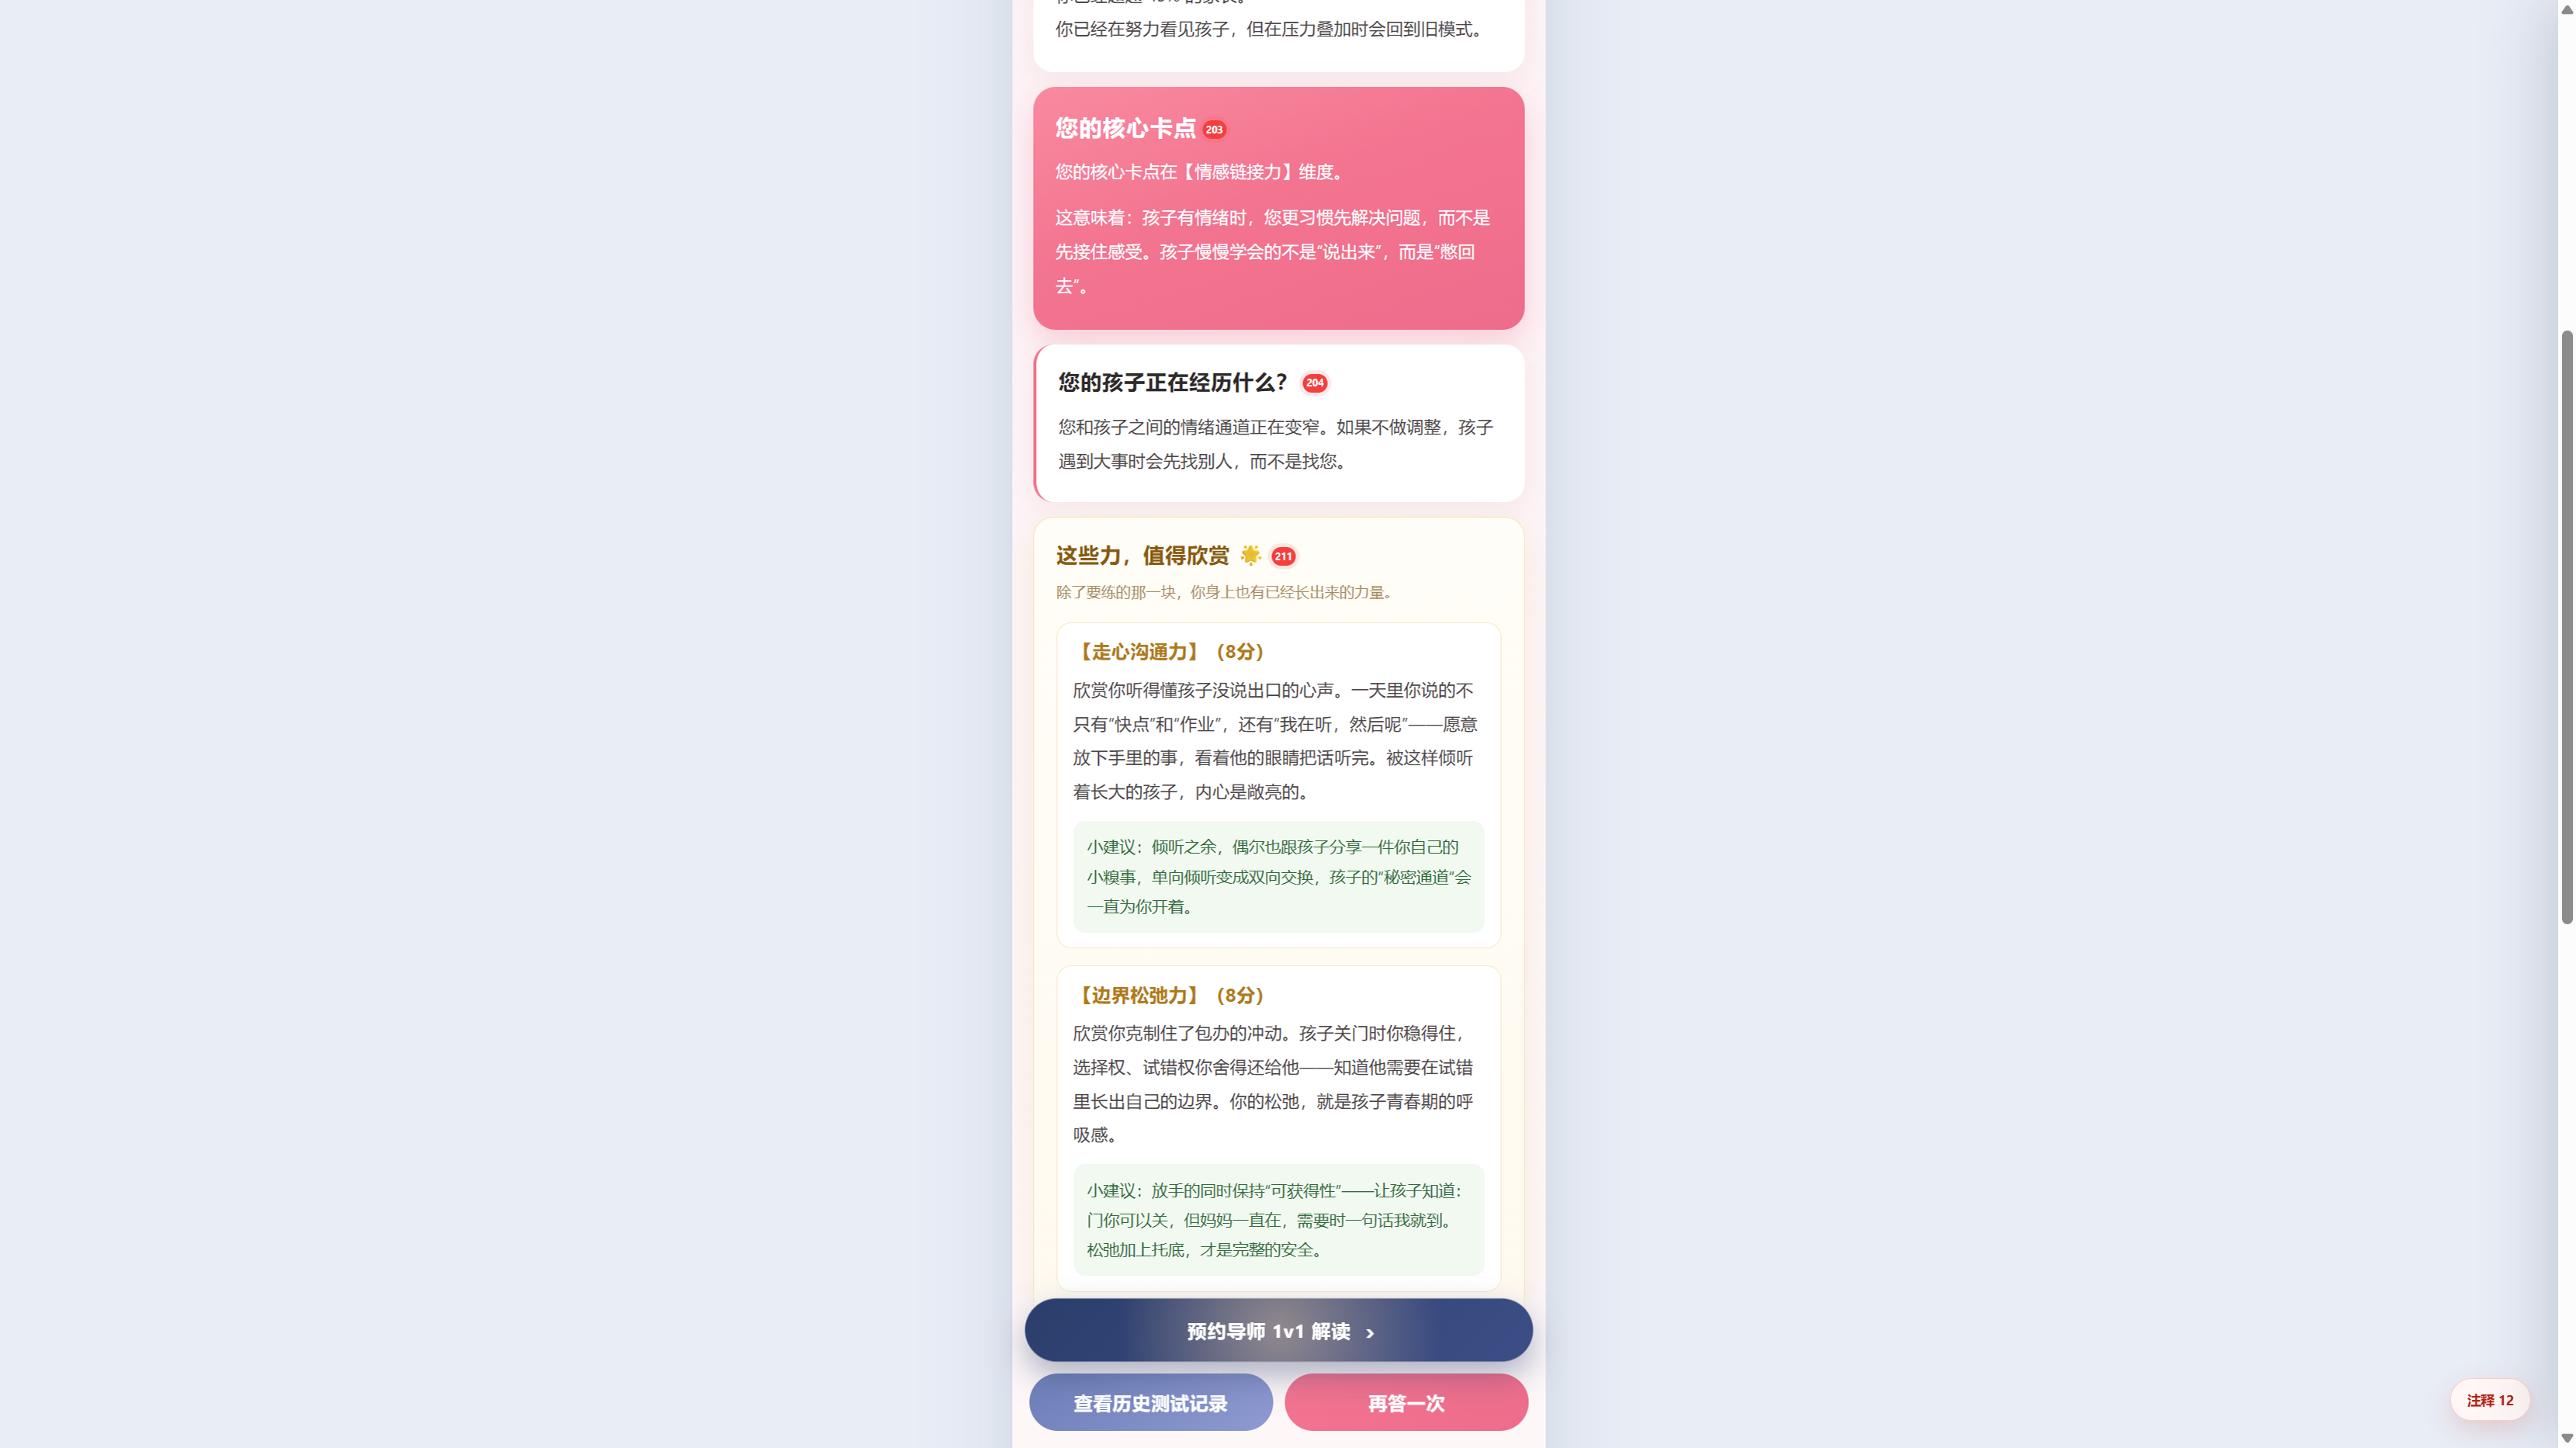 你已经在努力看见孩子，但在压力叠加时会回到旧模式。
您的核心卡点 203
您的核心卡点在【情感链接力】维度。
这意味着：孩子有情绪时，您更习惯先解决问题，而不是
先接住感受。孩子慢慢学会的不是“说出来”，而是“憋回
去”。
您的孩子正在经历什么？ 204
您和孩子之间的情绪通道正在变窄。如果不做调整，孩子
遇到大事时会先找别人，而不是找您。
这些力，值得欣赏 211
除了要练的那一块，你身上也有已经长出来的力量。
【走心沟通力】（8分）
欣赏你听得懂孩子没说出口的心声。一天里你说的不
只有“快点”和“作业”，还有“我在听，然后呢”——愿意
放下手里的事，看着他的眼睛把话听完。被这样倾听
着长大的孩子，内心是敞亮的。
小建议：倾听之余，偶尔也跟孩子分享一件你自己的
小糗事，单向倾听变成双向交换，孩子的“秘密通道”会
一直为你开着。
【边界松弛力】（8分）
欣赏你克制住了包办的冲动。孩子关门时你稳得住，
选择权、试错权你舍得还给他——知道他需要在试错
里长出自己的边界。你的松弛，就是孩子青春期的呼
吸感。
小建议：放手的同时保持“可获得性”——让孩子知道：
门你可以关，但妈妈一直在，需要时一句话我就到。
松弛加上托底，才是完整的安全。
预约导师 1v1 解读 ›
查看历史测试记录
再答一次
注释 12